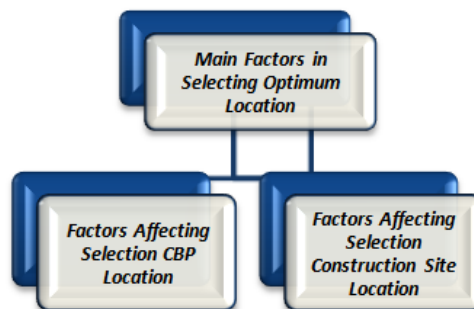 Main Factors in
Selecting Optimum
Location
Factors Affecting
Selection CBP
Location
Factors Affecting
Selection
Construction Site
Location